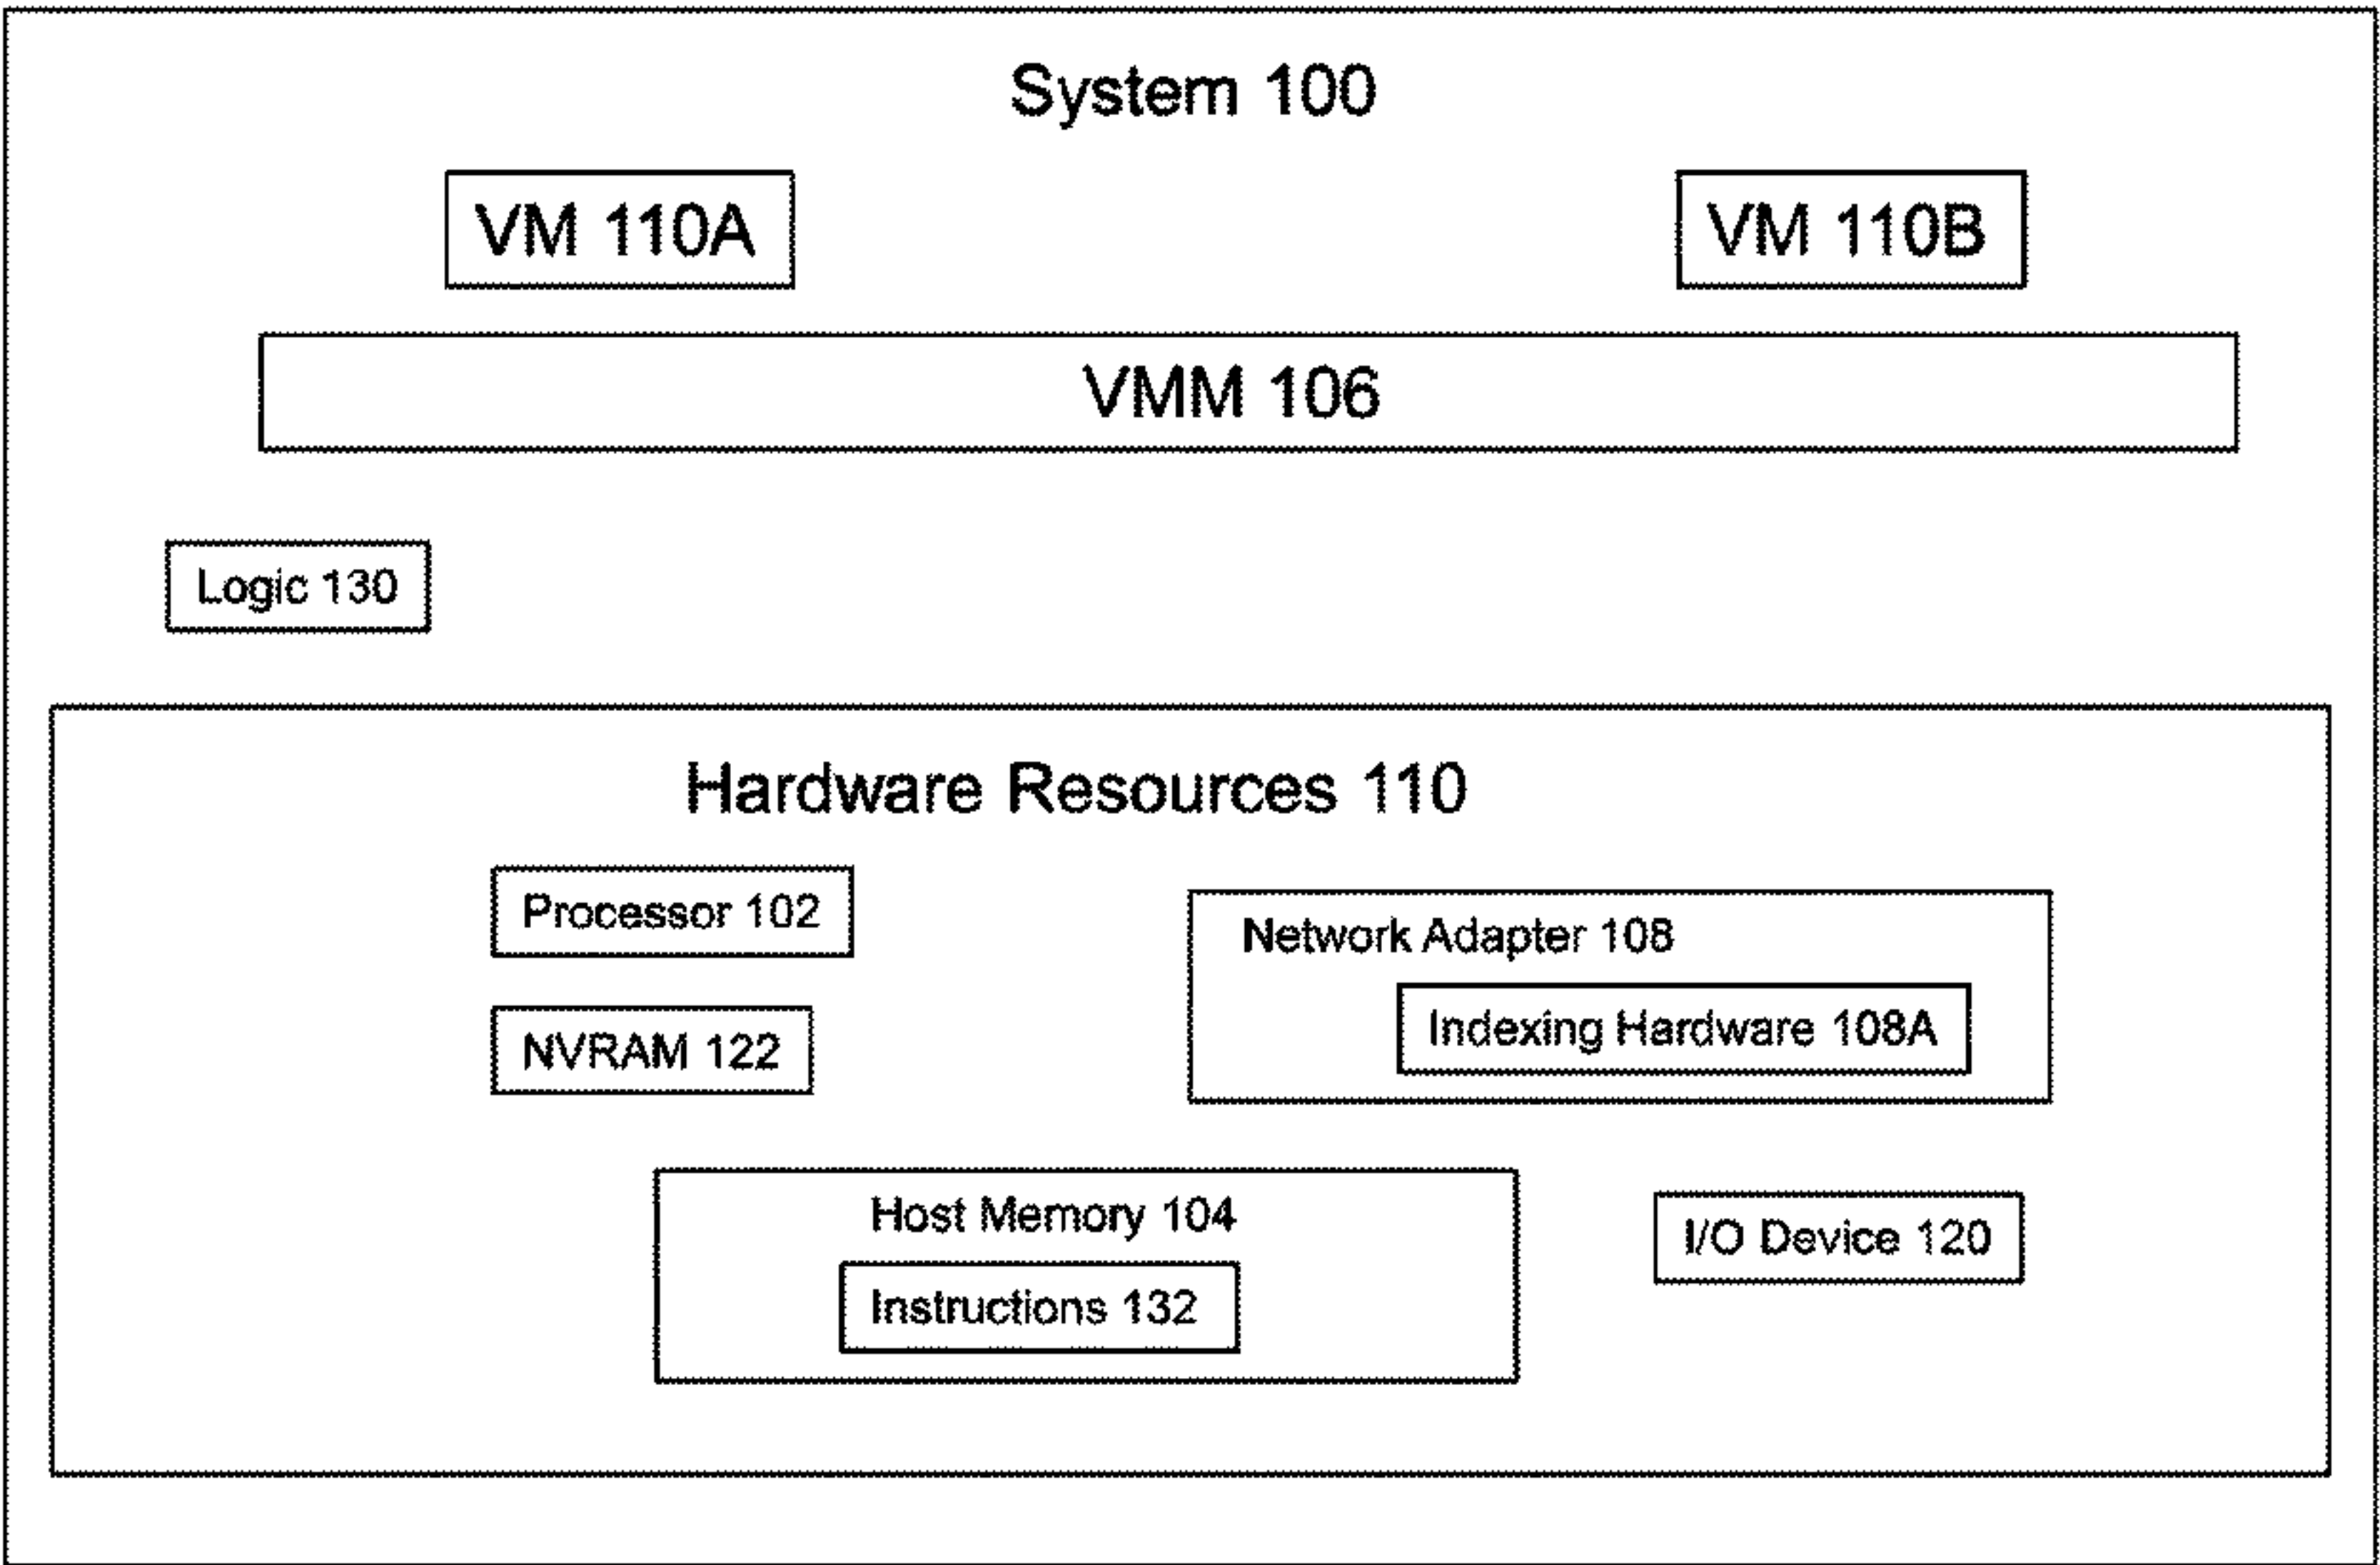 System 100
VM 110A
VM 110B
VMM 106
Logic 130
Hardware Resources 110
Processor 102
Network Adapter 108
Indexing Hardware 108A
NVRAM 122
Host Memory 104
Instructions 132
I/O Device 120